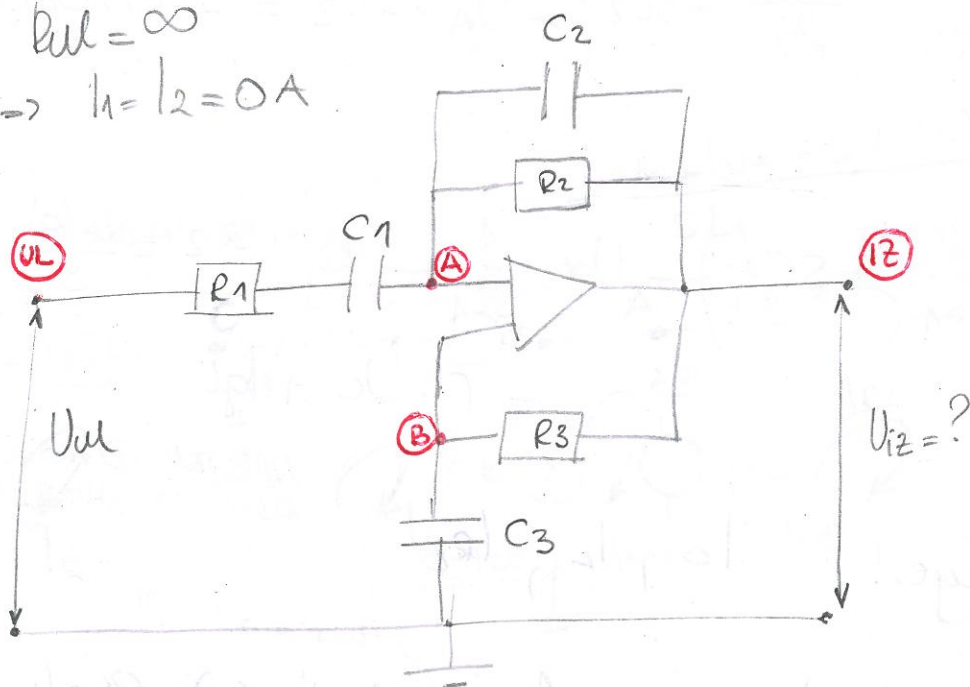 Rul = ∞
=> I1 = I2 = 0 A
C2
R2
UL
R1
C1
A
IZ
Uul
B
R3
Uiz = ?
C3